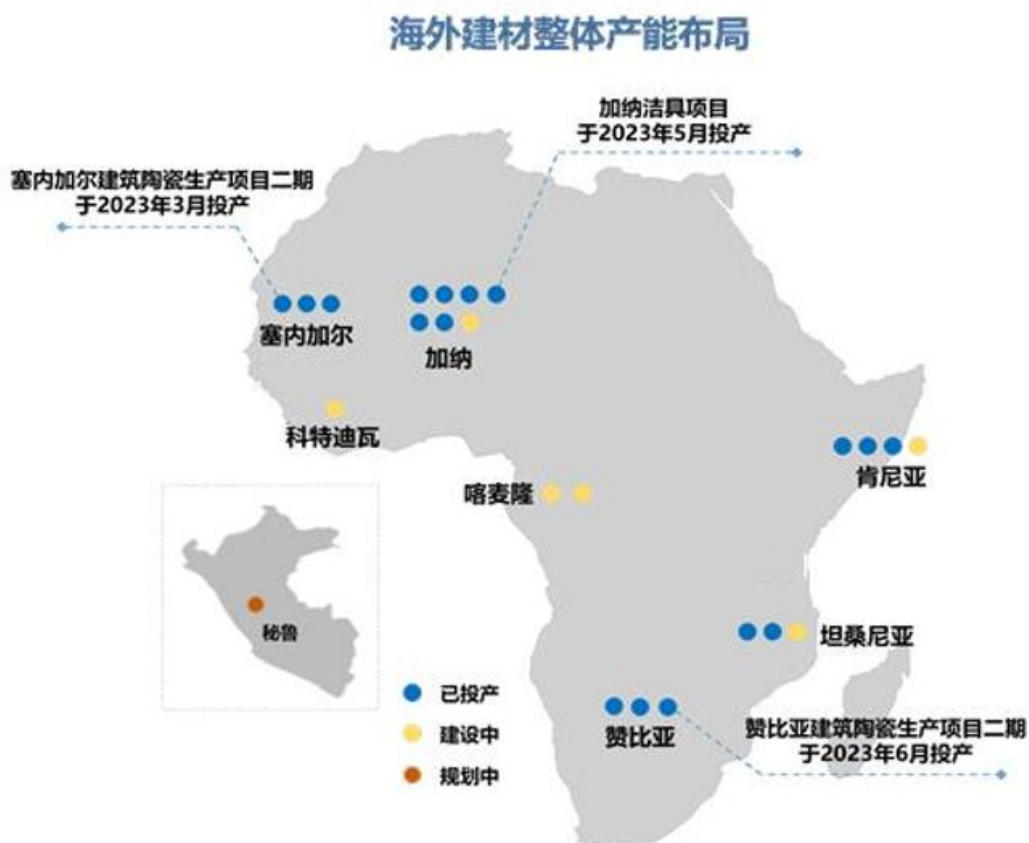 海外建材整体产能布局
加纳洁具项目
于2023年5月投产
塞内加尔建筑陶瓷生产项目二期
于2023年3月投产
塞内加尔
加纳
科特迪瓦
肯尼亚
喀麦隆
秘鲁
坦桑尼亚
已投产
建设中
规划中
赞比亚
赞比亚建筑陶瓷生产项目二期
于2023年6月投产